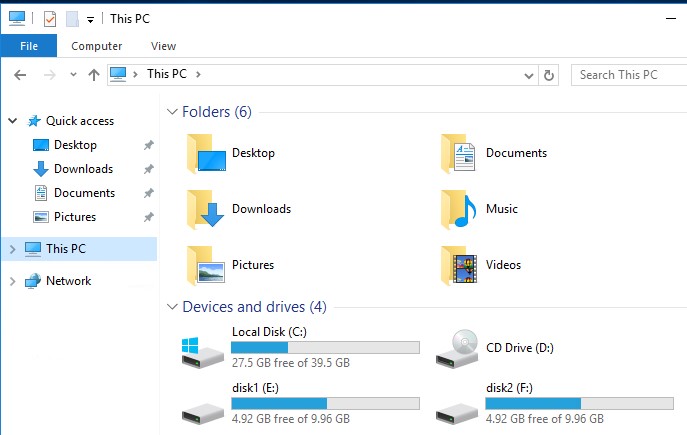 This PC
File Computer View
This PC
Search This PC
Quick access
Desktop
Downloads
Documents
Pictures
This PC
Network
Folders (6)
Desktop
Documents
Downloads
Music
Pictures
Videos
Devices and drives (4)
Local Disk (C:)
27.5 GB free of 39.5 GB
CD Drive (D:)
disk1 (E:)
4.92 GB free of 9.96 GB
disk2 (F:)
4.92 GB free of 9.96 GB